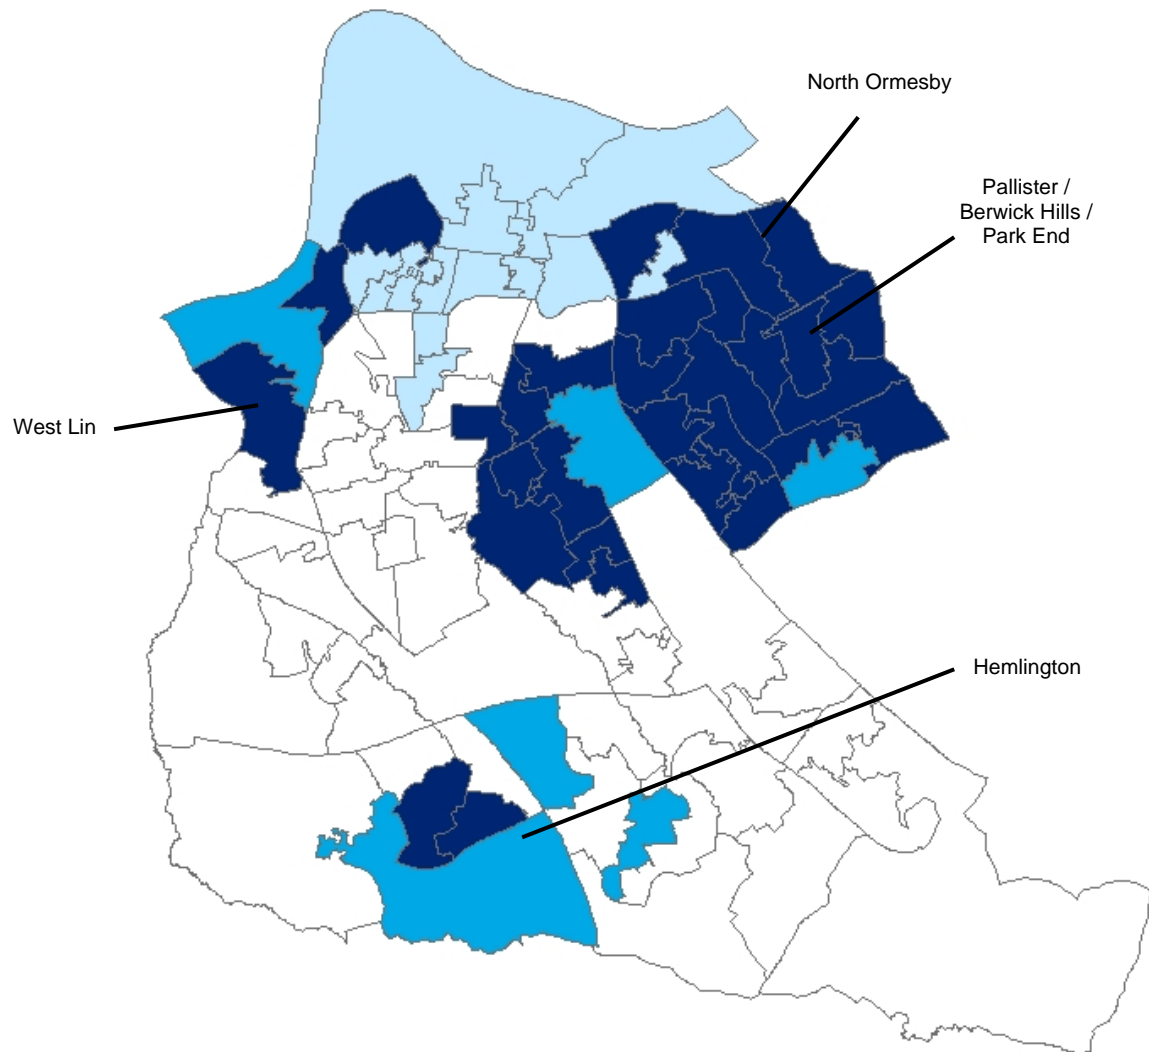 North Ormesby
Pallister /
Berwick Hills /
Park End
West Lin
Hemlington